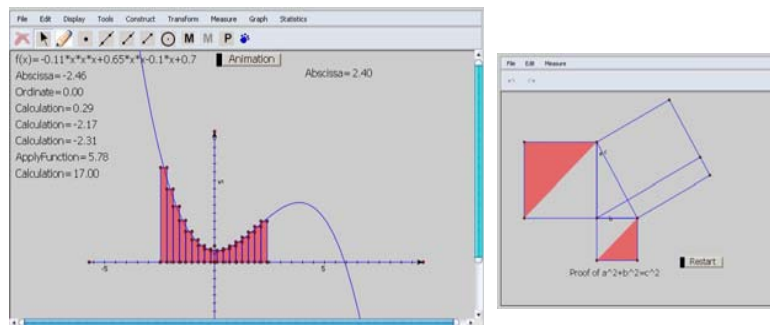 File Edit Display Tools Construct Transform Measure Graph Statistics
M M P
f(x)=-0.11*x*x*x+0.65*x*x-0.1*x+0.7
Animation
Abscissa=-2.46
Abscissa=2.40
Ordinate=0.00
Calculation=0.29
Calculation=-2.17
Calculation=-2.31
ApplyFunction=5.78
Calculation=17.00
-5
5
File Edit Measure
b
Restart
Proof of a^2+b^2=c^2